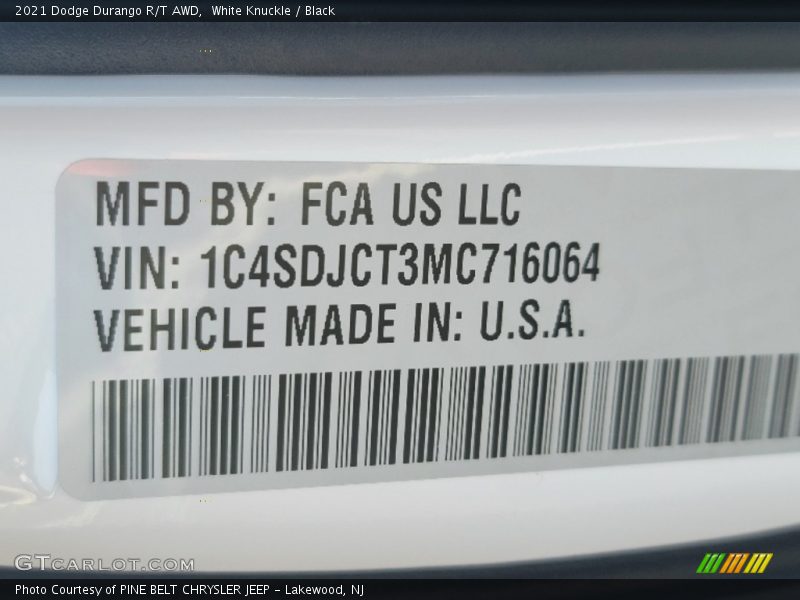 2021 Dodge Durango R/T AWD,  White Knuckle / Black
MFD BY: FCA US LLC
VIN: 1C4SDJCT3MC716064
VEHICLE MADE IN: U.S.A.
GTCARLOT.COM
Photo Courtesy of PINE BELT CHRYSLER JEEP - Lakewood, NJ